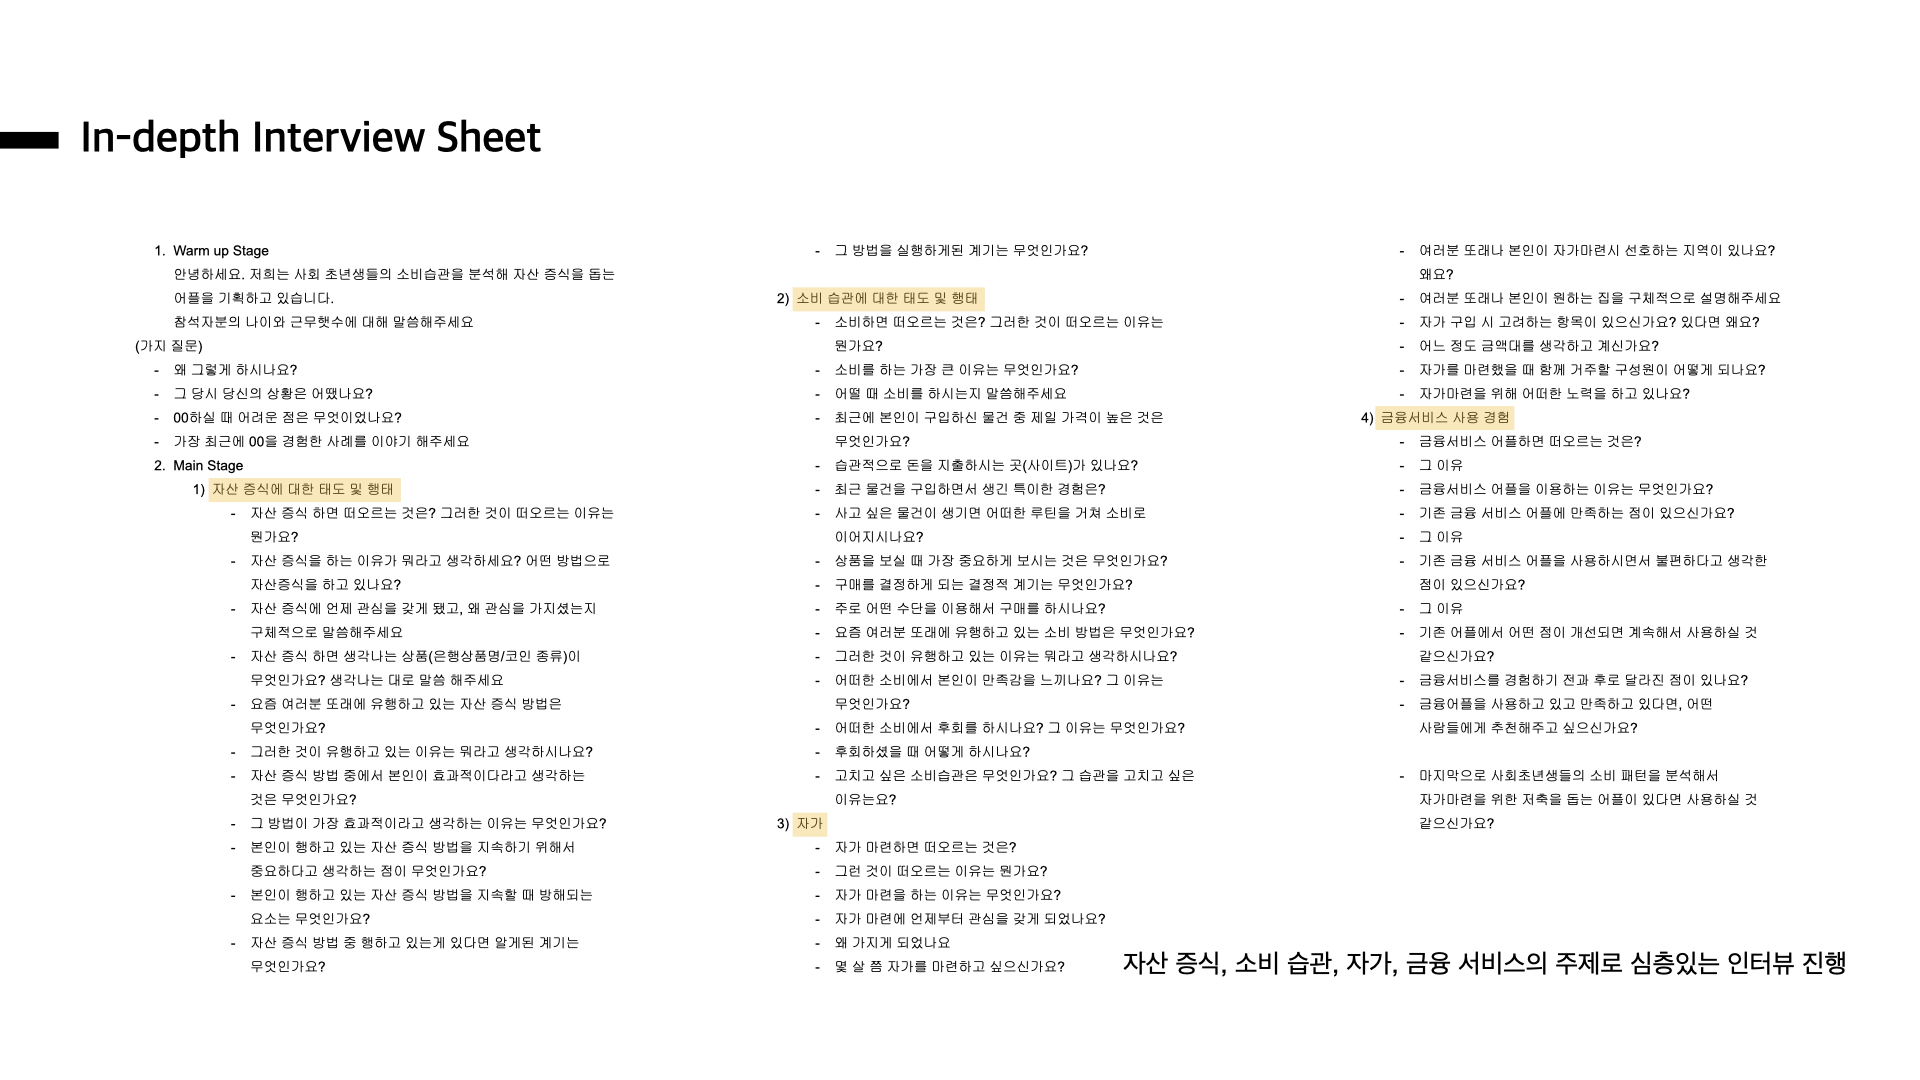 In-depth Interview Sheet
1. Warm up Stage
안녕하세요. 저희는 사회 초년생들의 소비습관을 분석해 자산 증식을 돕는
어플을 기획하고 있습니다.
참석자분의 나이와 근무햇수에 대해 말씀해주세요
(가지 질문)
- 왜 그렇게 하시나요?
- 그 당시 당신의 상황은 어땠나요?
- 00하실 때 어려운 점은 무엇이었나요?
- 가장 최근에 00을 경험한 사례를 이야기 해주세요
2. Main Stage
1) 자산 증식에 대한 태도 및 행태
- 자산 증식 하면 떠오르는 것은? 그러한 것이 떠오르는 이유는
뭔가요?
- 자산 증식을 하는 이유가 뭐라고 생각하세요? 어떤 방법으로
자산증식을 하고 있나요?
- 자산 증식에 언제 관심을 갖게 됐고, 왜 관심을 가지셨는지
구체적으로 말씀해주세요
- 자산 증식 하면 생각나는 상품(은행상품명/코인 종류)이
무엇인가요? 생각나는 대로 말씀 해주세요
- 요즘 여러분 또래에 유행하고 있는 자산 증식 방법은
무엇인가요?
- 그러한 것이 유행하고 있는 이유는 뭐라고 생각하시나요?
- 자산 증식 방법 중에서 본인이 효과적이다라고 생각하는
것은 무엇인가요?
- 그 방법이 가장 효과적이라고 생각하는 이유는 무엇인가요?
- 본인이 행하고 있는 자산 증식 방법을 지속하기 위해서
중요하다고 생각하는 점이 무엇인가요?
- 본인이 행하고 있는 자산 증식 방법을 지속할 때 방해되는
요소는 무엇인가요?
- 자산 증식 방법 중 행하고 있는게 있다면 알게된 계기는
무엇인가요?
- 그 방법을 실행하게된 계기는 무엇인가요?
2) 소비 습관에 대한 태도 및 행태
- 소비하면 떠오르는 것은? 그러한 것이 떠오르는 이유는
뭔가요?
- 소비를 하는 가장 큰 이유는 무엇인가요?
- 어떨 때 소비를 하시는지 말씀해주세요
- 최근에 본인이 구입하신 물건 중 제일 가격이 높은 것은
무엇인가요?
- 습관적으로 돈을 지출하시는 곳(사이트)가 있나요?
- 최근 물건을 구입하면서 생긴 특이한 경험은?
- 사고 싶은 물건이 생기면 어떠한 루틴을 거쳐 소비로
이어지시나요?
- 상품을 보실 때 가장 중요하게 보시는 것은 무엇인가요?
- 구매를 결정하게 되는 결정적 계기는 무엇인가요?
- 주로 어떤 수단을 이용해서 구매를 하시나요?
- 요즘 여러분 또래에 유행하고 있는 소비 방법은 무엇인가요?
- 그러한 것이 유행하고 있는 이유는 뭐라고 생각하시나요?
- 어떠한 소비에서 본인이 만족감을 느끼나요? 그 이유는
무엇인가요?
- 어떠한 소비에서 후회를 하시나요? 그 이유는 무엇인가요?
- 후회하셨을 때 어떻게 하시나요?
- 고치고 싶은 소비습관은 무엇인가요? 그 습관을 고치고 싶은
이유는요?
3) 자가
- 자가 마련하면 떠오르는 것은?
- 그런 것이 떠오르는 이유는 뭔가요?
- 자가 마련을 하는 이유는 무엇인가요?
- 자가 마련에 언제부터 관심을 갖게 되었나요?
- 왜 가지게 되었나요
- 몇 살 쯤 자가를 마련하고 싶으신가요?
- 여러분 또래나 본인이 자가마련시 선호하는 지역이 있나요?
왜요?
- 여러분 또래나 본인이 원하는 집을 구체적으로 설명해주세요
- 자가 구입 시 고려하는 항목이 있으신가요? 있다면 왜요?
- 어느 정도 금액대를 생각하고 계신가요?
- 자가를 마련했을 때 함께 거주할 구성원이 어떻게 되나요?
- 자가마련을 위해 어떠한 노력을 하고 있나요?
4) 금융서비스 사용 경험
- 금융서비스 어플하면 떠오르는 것은?
- 그 이유
- 금융서비스 어플을 이용하는 이유는 무엇인가요?
- 기존 금융 서비스 어플에 만족하는 점이 있으신가요?
- 그 이유
- 기존 금융 서비스 어플을 사용하시면서 불편하다고 생각한
점이 있으신가요?
- 그 이유
- 기존 어플에서 어떤 점이 개선되면 계속해서 사용하실 것
같으신가요?
- 금융서비스를 경험하기 전과 후로 달라진 점이 있나요?
- 금융어플을 사용하고 있고 만족하고 있다면, 어떤
사람들에게 추천해주고 싶으신가요?
- 마지막으로 사회초년생들의 소비 패턴을 분석해서
자가마련을 위한 저축을 돕는 어플이 있다면 사용하실 것
같으신가요?
자산 증식, 소비 습관, 자가, 금융 서비스의 주제로 심층있는 인터뷰 진행